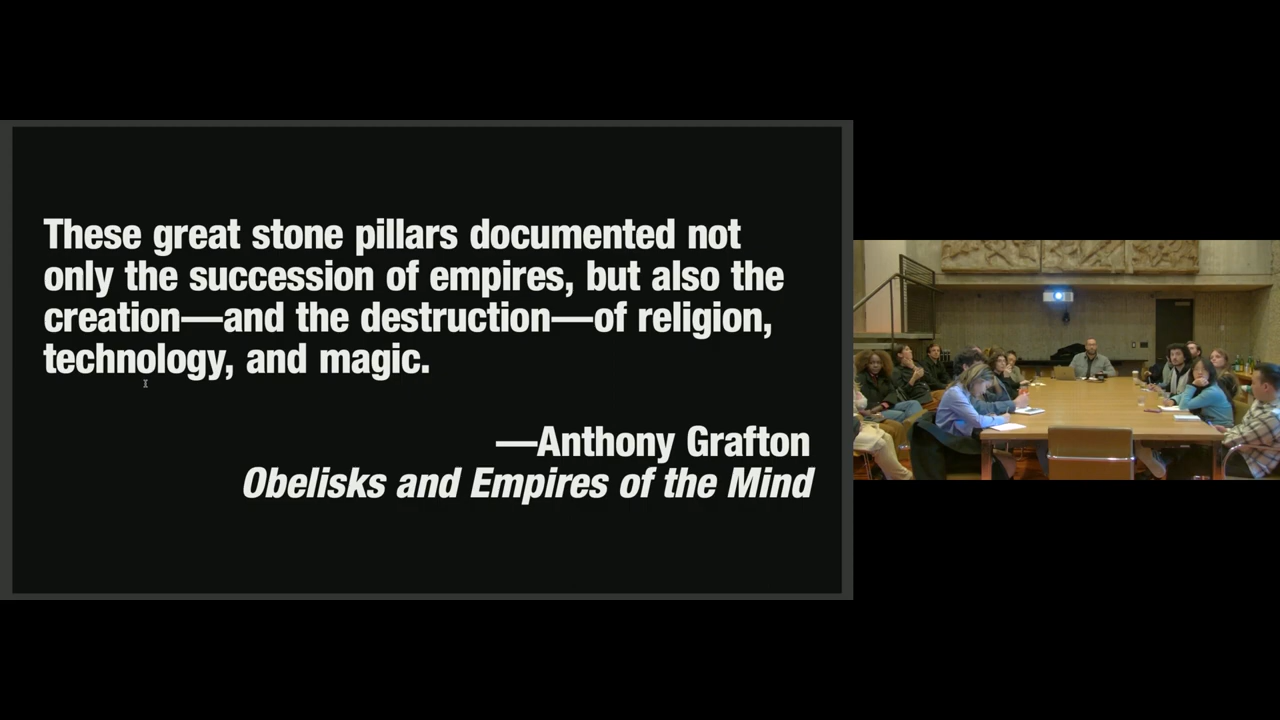 These great stone pillars documented not
only the succession of empires, but also the
creation—and the destruction—of religion,
technology, and magic.
—Anthony Grafton
Obelisks and Empires of the Mind